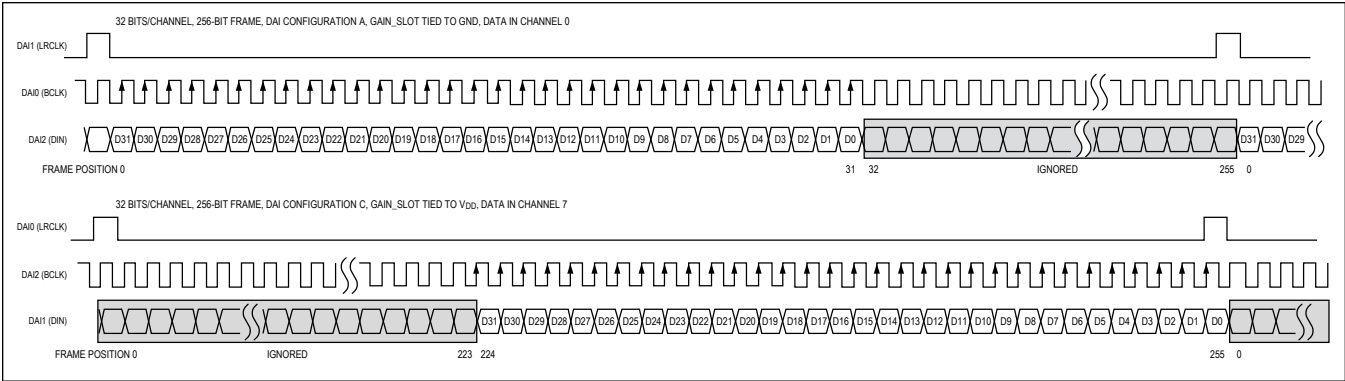 32 BITS/CHANNEL, 256-BIT FRAME, DAI CONFIGURATION A, GAIN_SLOT TIED TO GND, DATA IN CHANNEL 0
DAI1 (LRCLK)
DAI0 (BCLK)
DAI2 (DIN) D31 D30 D29 D28 D27 D26 D25 D24 D23 D22 D21 D20 D19 D18 D17 D16 D15 D14 D13 D12 D11 D10 D9 D8 D7 D6 D5 D4 D3 D2 D1 D0 D31 D30 D29
FRAME POSITION 0 31 32 IGNORED 255 0
32 BITS/CHANNEL, 256-BIT FRAME, DAI CONFIGURATION C, GAIN_SLOT TIED TO VDD, DATA IN CHANNEL 7
DAI0 (LRCLK)
DAI2 (BCLK)
DAI1 (DIN) D31 D30 D29 D28 D27 D26 D25 D24 D23 D22 D21 D20 D19 D18 D17 D16 D15 D14 D13 D12 D11 D10 D9 D8 D7 D6 D5 D4 D3 D2 D1 D0
FRAME POSITION 0 IGNORED 223 224 255 0